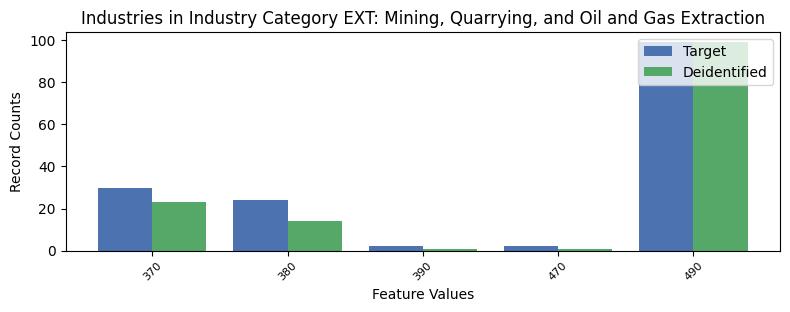 Industries in Industry Category EXT: Mining, Quarrying, and Oil and Gas Extraction
Record Counts
100
80
60
40
20
0
Target
Deidentified
370
380
390
470
490
Feature Values